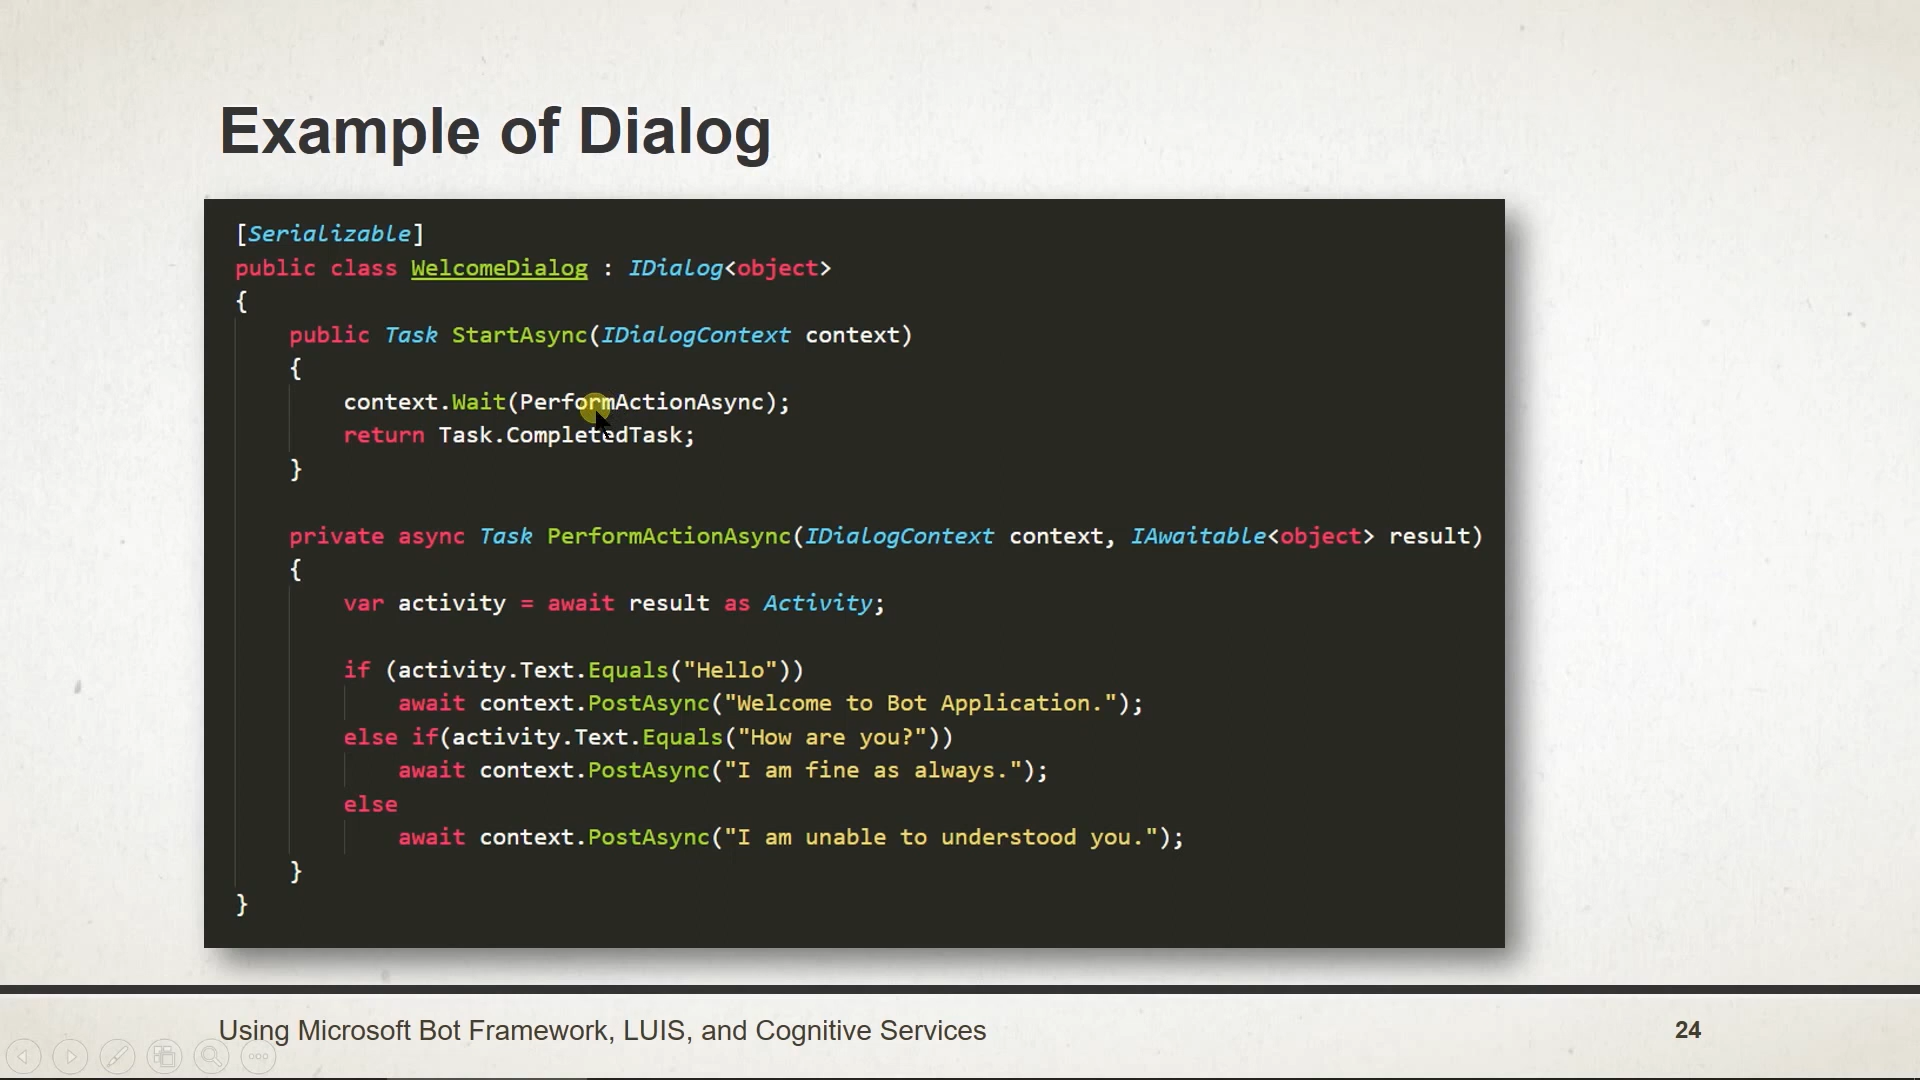 Example of Dialog
[Serializable]
public class WelcomeDialog : IDialog<object>
{
public Task StartAsync(IDialogContext context)
{
context.Wait(PerformActionAsync);
return Task.CompletedTask;
}
private async Task PerformActionAsync(IDialogContext context, IAwaitable<object> result)
{
var activity = await result as Activity;
if (activity.Text.Equals("Hello"))
await context.PostAsync("Welcome to Bot Application.");
else if(activity.Text.Equals("How are you?"))
await context.PostAsync("I am fine as always.");
else
await context.PostAsync("I am unable to understood you.");
}
}
Using Microsoft Bot Framework, LUIS, and Cognitive Services
24